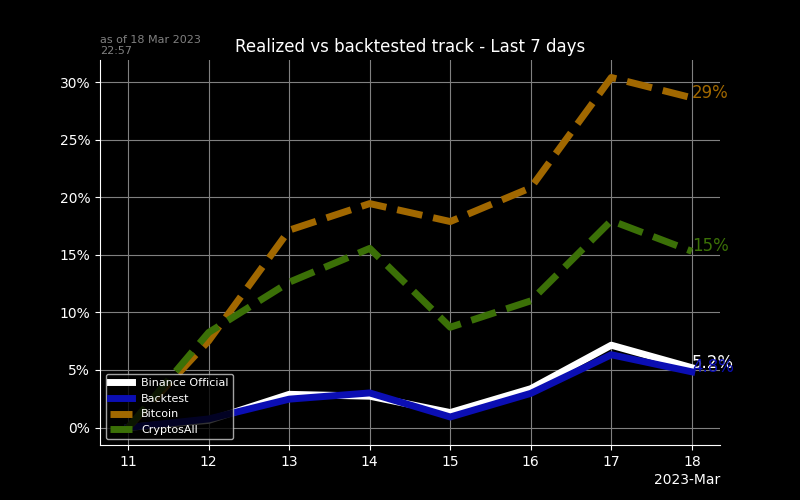 as of 18 Mar 2023
22:57
Realized vs backtested track - Last 7 days
30%
25%
20%
15%
10%
5%
0%
29%
15%
5.2%
Binance Official
Backtest
Bitcoin
CryptosAll
11 12 13 14 15 16 17 18
2023-Mar